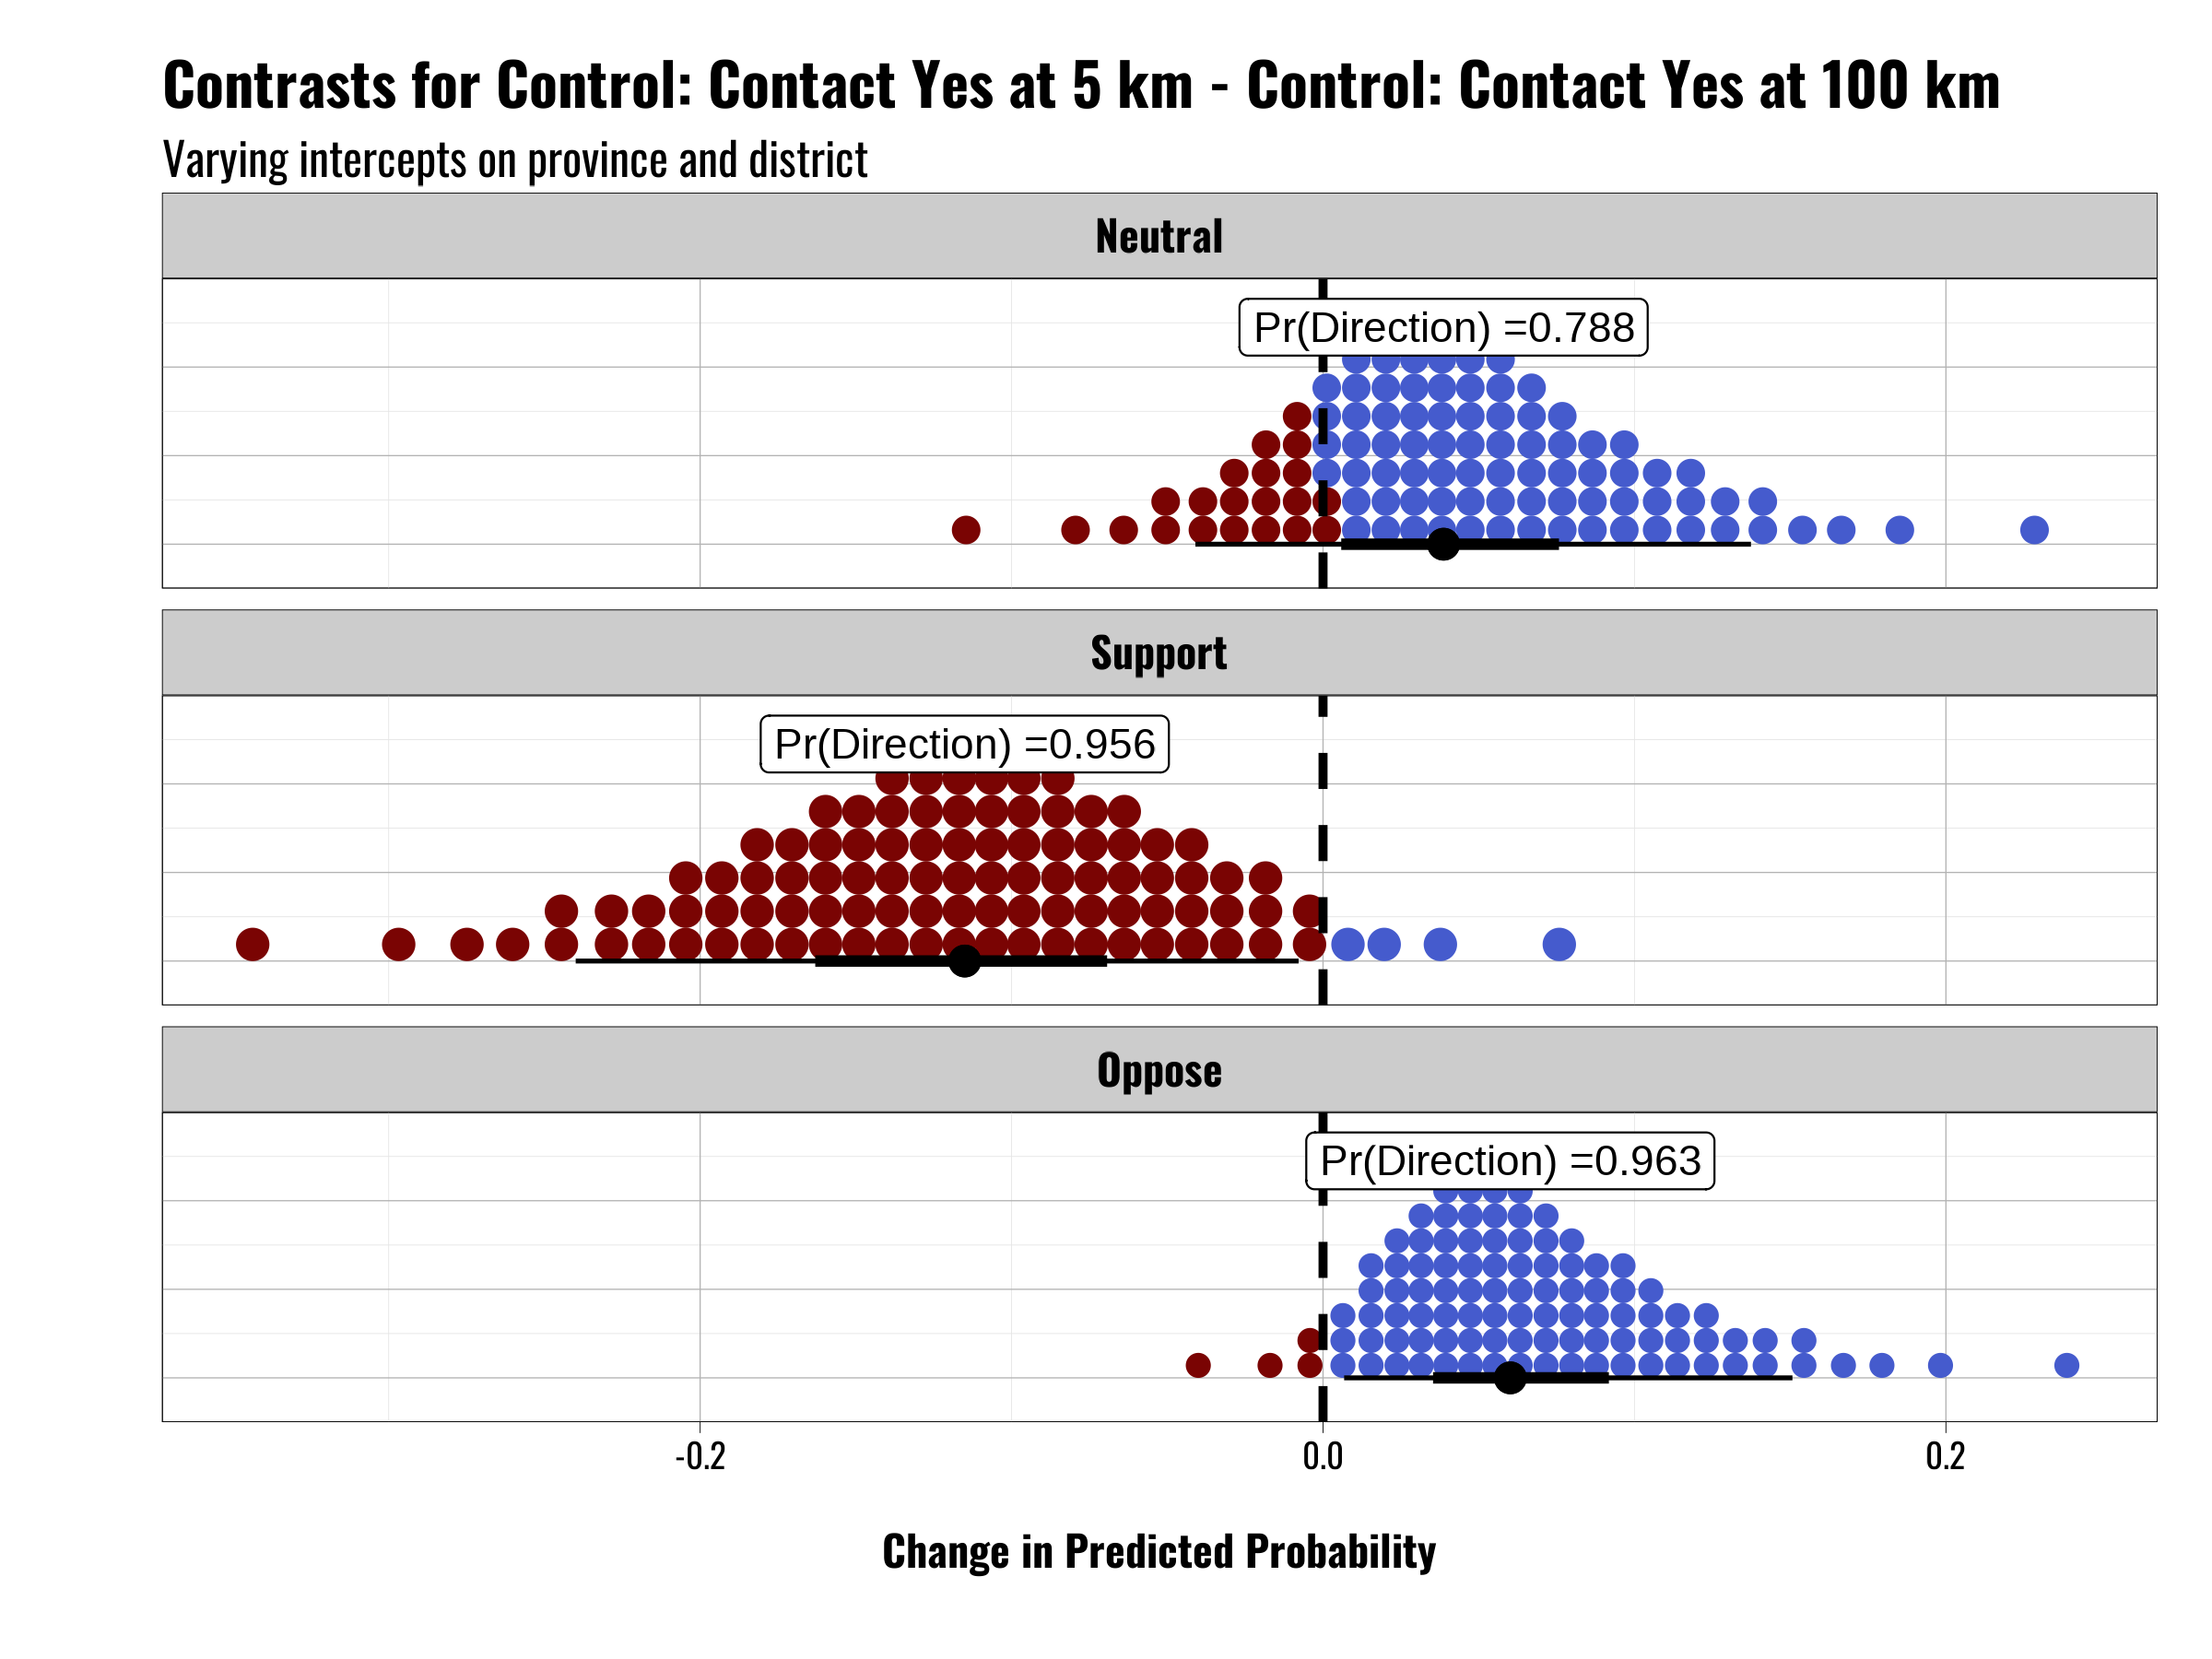 Contrasts for Control: Contact Yes at 5 km - Control: Contact Yes at 100 km
Varying intercepts on province and district
Neutral
Pr(Direction) =0.788
Support
Pr(Direction) =0.956
Oppose
Pr(Direction) =0.963
-0.2 0.0 0.2
Change in Predicted Probability